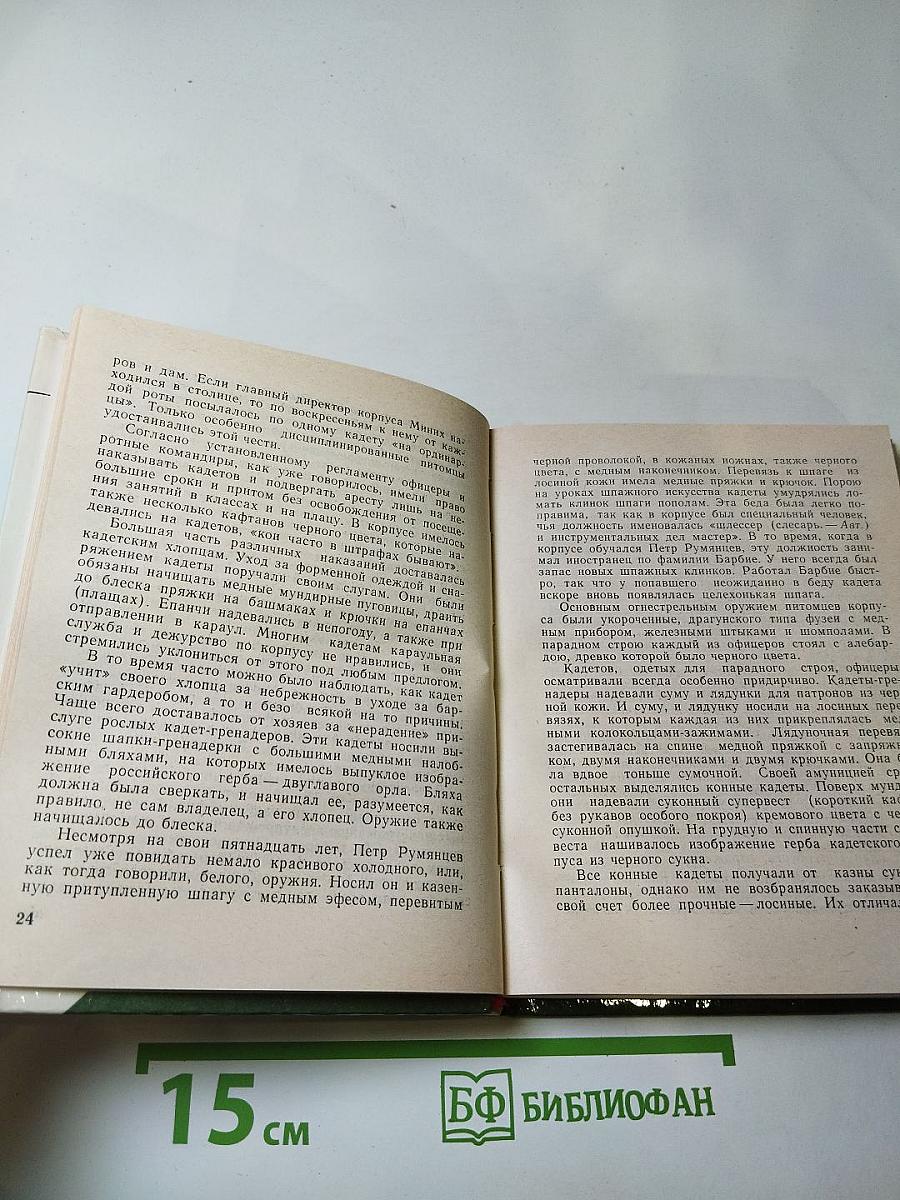 ров и дам. Если главный директор корпуса Миних на-
ходился в столице, то по воскресеньям к нему от каж-
дой роты посылалось по одному кадету «на ординар-
цы». Только особенно дисциплинированные питомцы
удостаивались этой чести.
Согласно установленному регламенту офицеры и
ротные командиры, как уже говорилось, имели право
наказывать кадетов и подвергать аресту лишь на не-
большие сроки и притом без освобождения от посеще-
ния занятий в классах и на плацу. В корпусе имелось
также несколько кафтанов черного цвета, которые на-
девались на кадетов, «кои часто в штрафах бывают».
Большая часть различных наказаний доставалась
кадетским хлопцам. Уход за форменной одеждой и сна-
ряжением кадеты поручали своим слугам. Они были
обязаны начищать медные мундирные пуговицы, драить
до блеска пряжки на башмаках и крючки на епанчах
(плащах). Епанчи надевались в непогоду, а также при
отправлении в караул. Многим кадетам караульная
служба и дежурство по корпусу не нравились, и они
стремились уклониться от этого под любым предлогом.
В то время часто можно было наблюдать, как кадет
«учит» своего хлопца за небрежность в уходе за бар-
ским гардеробом, а то и безо всякой на то причины.
Чаще всего доставалось от хозяев за «нерадение» при-
слуге рослых кадет-гренадеров. Эти кадеты носили вы-
сокие шапки-гренадерки с большими медными налоб-
ными бляхами, на которых имелось выпуклое изобра-
жение российского герба — двуглавого орла. Бляха
должна была сверкать, и начищал ее, разумеется, как
правило, не сам владелец, а его хлопец. Оружие также
начищалось до блеска.
Несмотря на свои пятнадцать лет, Петр Румянцев
успел уже повидать немало красивого холодного, или,
как тогда говорили, белого, оружия. Носил он и казен-
ную притупленную шпагу с медным эфесом, перевитым
24
черной проволокой, в кожаных ножнах, также черного
цвета, с медным наконечником. Перевязь к шпаге из
лосиной кожи имела медные пряжки и крючок. Порою
на уроках шпажного искусства кадеты умудрялись ло-
мать клинок шпаги пополам. Эта беда была легко по-
правима, так как в корпусе был специальный человек,
чья должность именовалась «шлессер (слесарь. — Авт.)
и инструментальных дел мастер». В то время, когда в
корпусе обучался Петр Румянцев, эту должность зани-
мал иностранец по фамилии Барбие. У него всегда был
запас новых шпажных клинков. Работал Барбие быст-
ро, так что у попавшего неожиданно в беду кадета
вскоре вновь появлялась целехонькая шпага.
Основным огнестрельным оружием питомцев корпу-
са были укороченные, драгунского типа фузеи с мед-
ным прибором, железными штыками и шомполами. В
парадном строю каждый из офицеров стоял с алебар-
дою, древко которой было черного цвета.
Кадетов, одетых для парадного строя, офицеры
осматривали всегда особенно придирчиво. Кадеты-гре-
надеры надевали суму и лядунки для патронов из чер-
ной кожи. И суму, и лядунку носили на лосиных пере-
вязях, к которым каждая из них прикреплялась мед-
ными колокольцами-зажимами. Лядуночная перевя
застегивалась на спине медной пряжкой с запряжн
ком, двумя наконечниками и двумя крючками. Она б
ла вдвое тоньше сумочной. Своей амуницией ср
остальных выделялись конные кадеты. Поверх мунд
они надевали суконный супервест (короткий каф
без рукавов особого покроя) кремового цвета с че
суконной опушкой. На грудную и спинную части с
веста нашивалось изображение герба кадетского
пуса из черного сукна.
Все конные кадеты получали от казны сук
панталоны, однако им не возбранялось заказыв
свой счет более прочные — лосиные. Их отличал
15 см
БФ БИБЛИОФАН